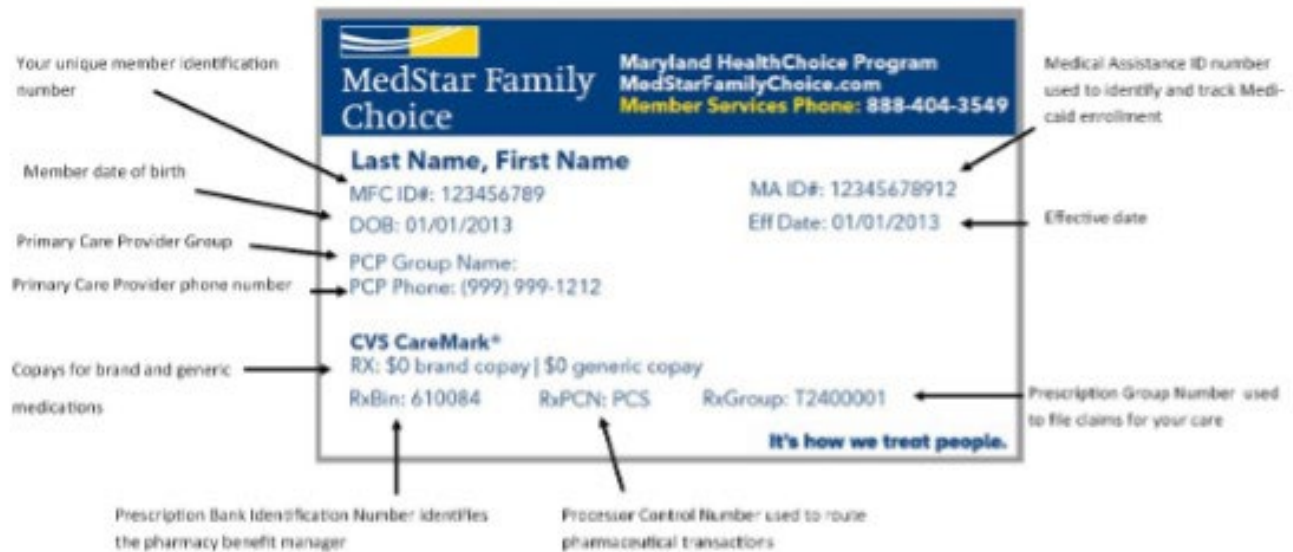 MedStar Family
Choice
Maryland HealthChoice Program
MedStarFamilyChoice.com
Member Services Phone: 888-404-3549
Your unique member identification
number
Medical Assistance ID number
used to identify and track Medi-
caid enrollment
Last Name, First Name
MFC ID#: 123456789
MA ID#: 12345678912
Member date of birth
DOB: 01/01/2013
Eff Date: 01/01/2013
Effective date
Primary Care Provider Group
PCP Group Name:
Primary Care Provider phone number
PCP Phone: (999) 999-1212
CVS CareMark®
Copays for brand and generic
medications
RX: $0 brand copay | $0 generic copay
RxBin: 610084
RxPCN: PCS
RxGroup: T2400001
Prescription Group Number used
to file claims for your care
It's how we treat people.
Prescription Bank Identification Number identifies
the pharmacy benefit manager
Processor Control Number used to route
pharmaceutical transactions